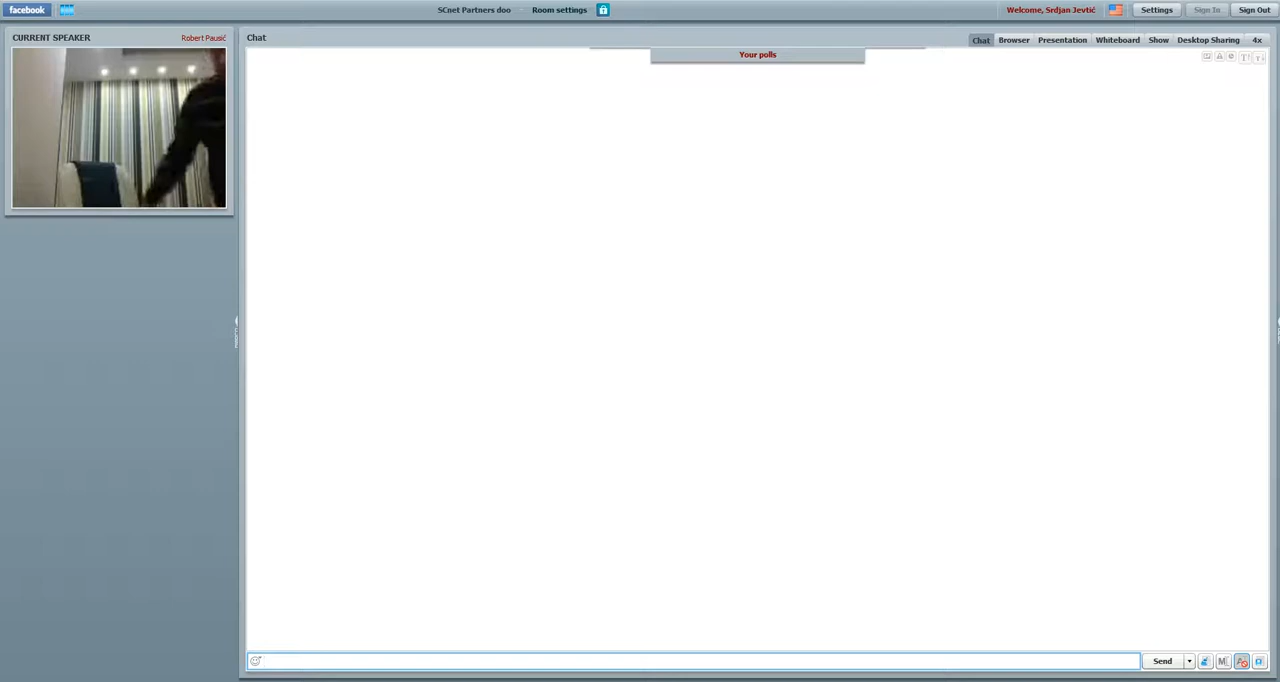 facebook
SCnet Partners doo
Room settings
Welcome, Srdjan Jevtić
Settings
Sign In
Sign Out
CURRENT SPEAKER
Robert Pausić
Chat
Chat
Browser
Presentation
Whiteboard
Show
Desktop Sharing
4x
Your polls
Send